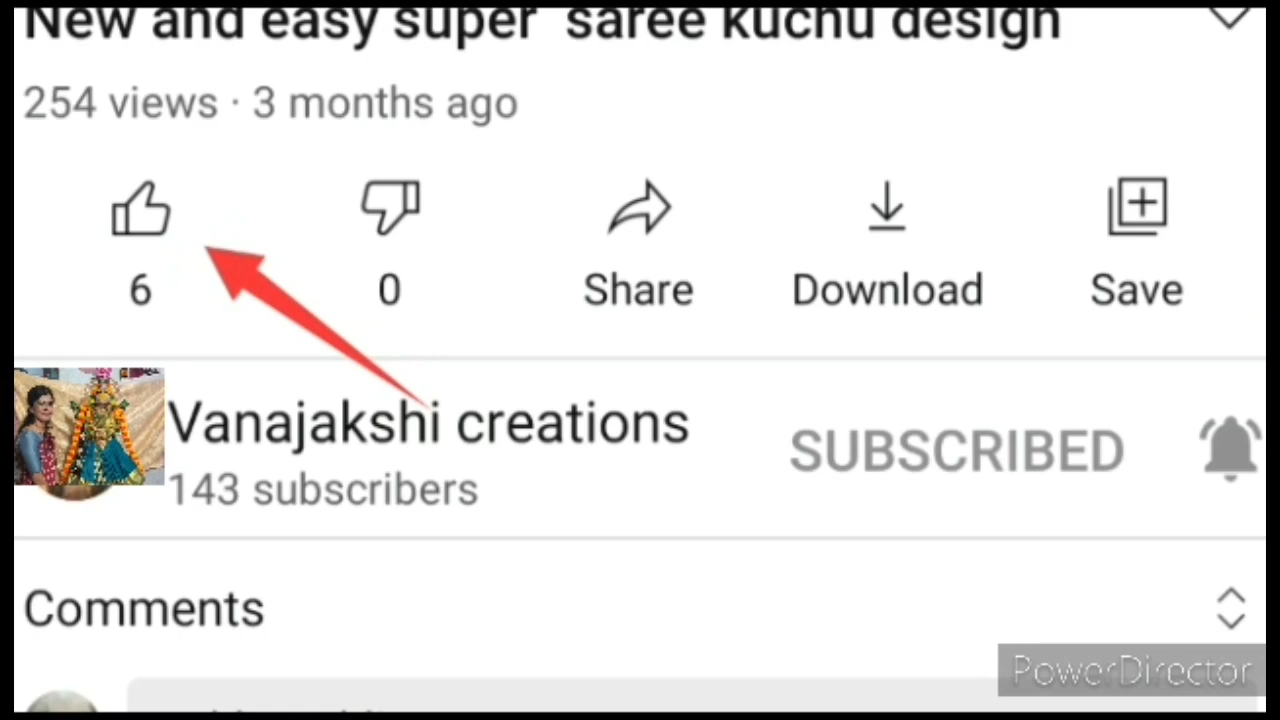 New and easy super saree kuchu design
254 views · 3 months ago
6
0
Share
Download
Save
Vanajakshi creations
143 subscribers
SUBSCRIBED
Comments
PowerDirector